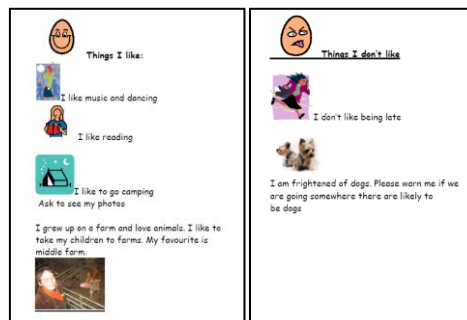 Things I like:
I like music and dancing
I like reading
I like to go camping
Ask to see my photos
I grew up on a farm and love animals. I like to
take my children to farms. My favourite is
middle farm.
Things I don't like
I don't like being late
I am frightened of dogs. Please warn me if we
are going somewhere there are likely to
be dogs